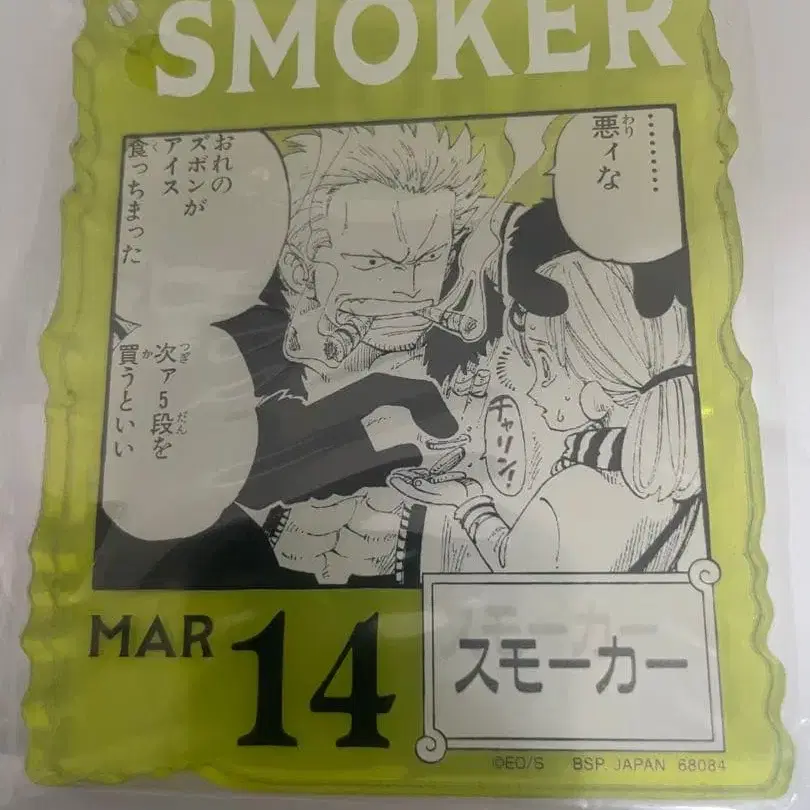 SMOKER
………
悪ィな
おれの
ズボンが
アイス
食っちまった
次ァ5段を
買うといい
チャリン!
MAR 14
スモーカー
©EO/S BSP. JAPAN 68084